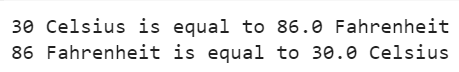 30 Celsius is equal to 86.0 Fahrenheit
86 Fahrenheit is equal to 30.0 Celsius